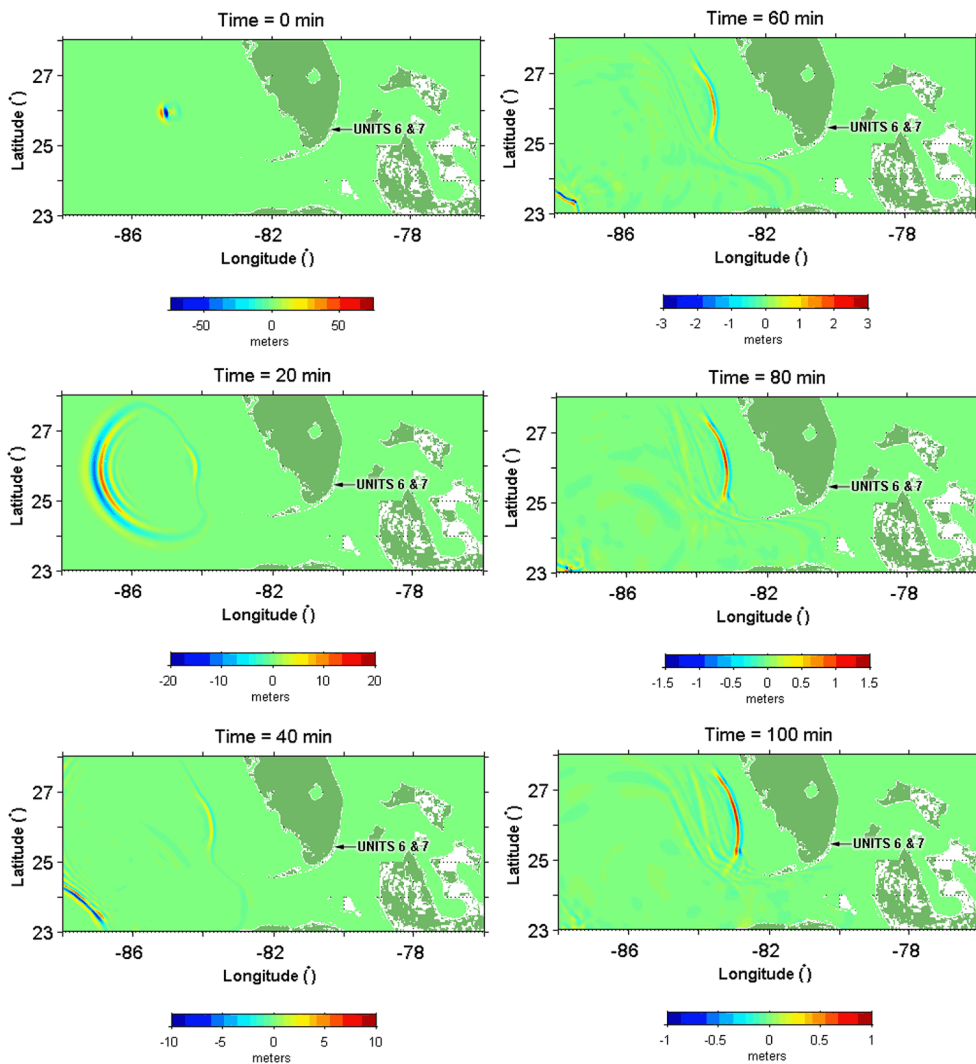 Time = 0 min
27
25
23
Latitude (°)
UNITS 6 & 7
-86
-82
-78
Longitude (°)
-50
0
50
meters
Time = 20 min
27
25
23
Latitude (°)
UNITS 6 & 7
-86
-82
-78
Longitude (°)
-20
-10
0
10
20
meters
Time = 40 min
27
25
23
Latitude (°)
UNITS 6 & 7
-86
-82
-78
Longitude (°)
-10
-5
0
5
10
meters
Time = 60 min
27
25
23
Latitude (°)
UNITS 6 & 7
-86
-82
-78
Longitude (°)
-3
-2
-1
0
1
2
3
meters
Time = 80 min
27
25
23
Latitude (°)
UNITS 6 & 7
-86
-82
-78
Longitude (°)
-1.5
-1
-0.5
0
0.5
1
1.5
meters
Time = 100 min
27
25
23
Latitude (°)
UNITS 6 & 7
-86
-82
-78
Longitude (°)
-1
-0.5
0
0.5
1
meters